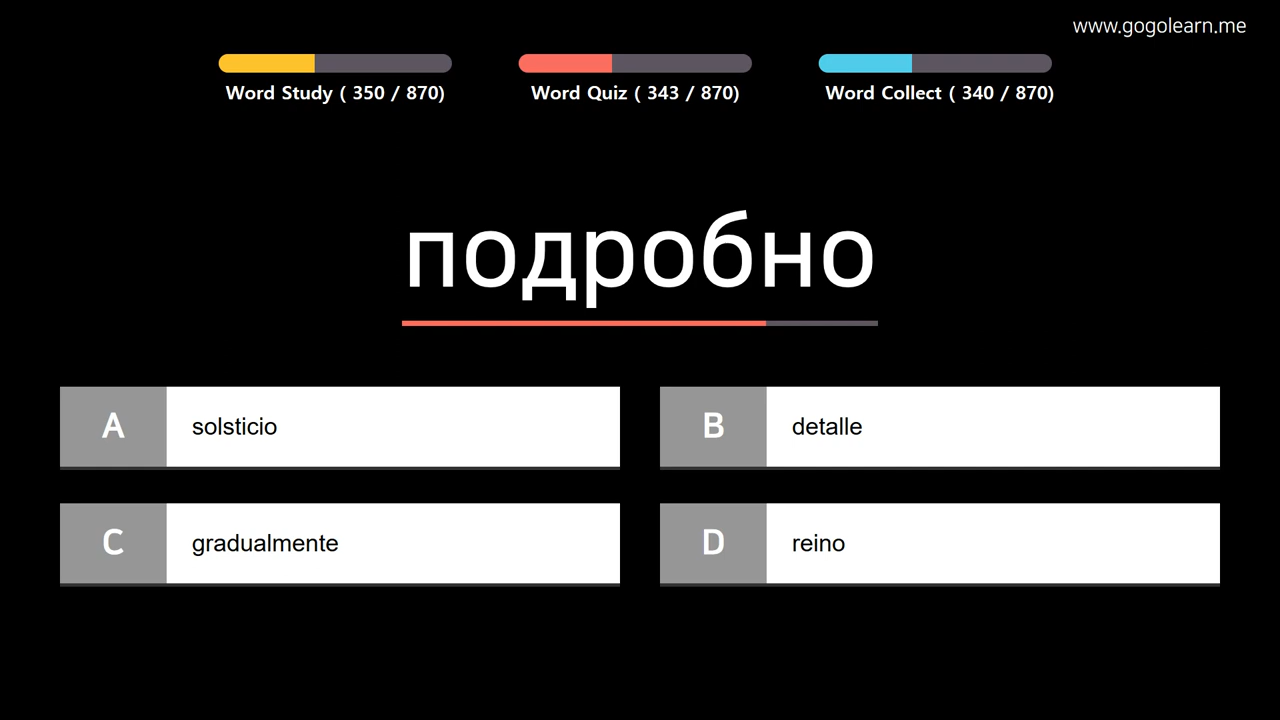 www.gogolearn.me
Word Study ( 350 / 870)
Word Quiz ( 343 / 870)
Word Collect ( 340 / 870)
подробно
A solsticio
B detalle
C gradualmente
D reino